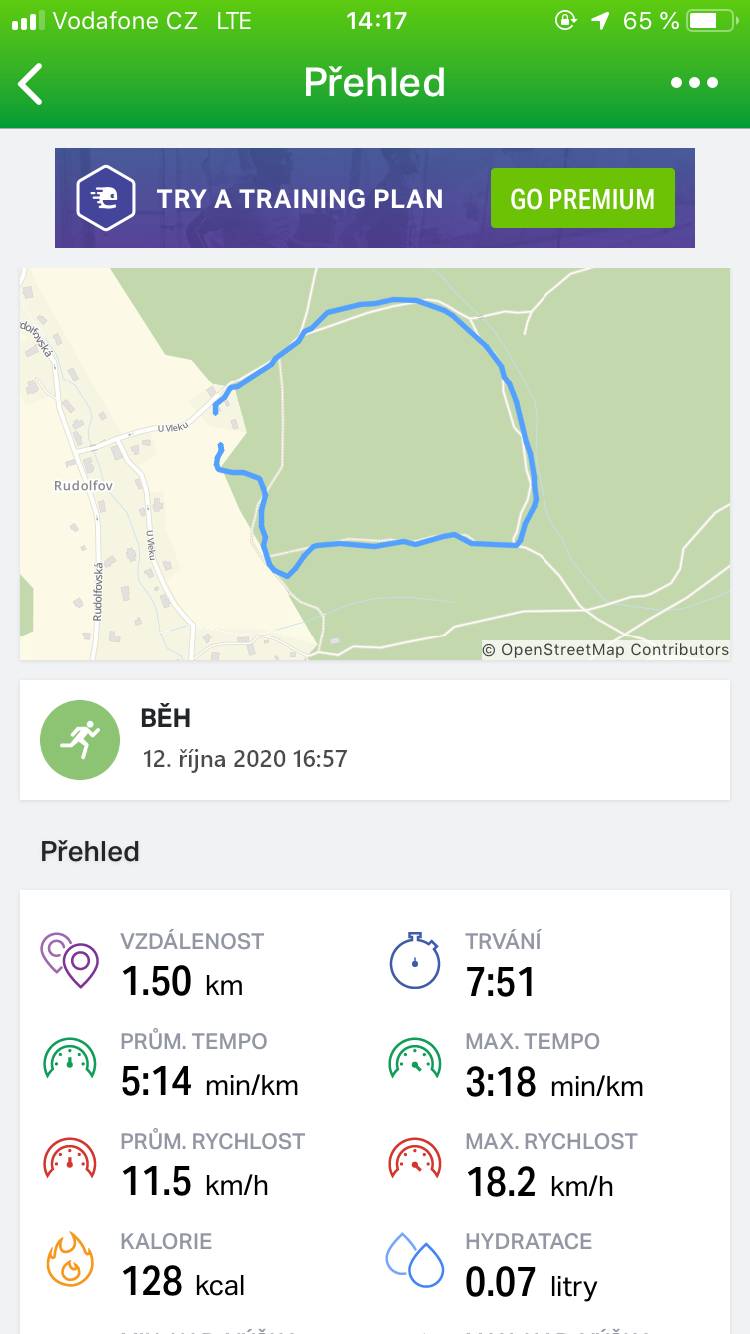 Vodafone CZ LTE 14:17 65 %
Přehled
TRY A TRAINING PLAN GO PREMIUM
dolfovská
U Vleku
Rudolfov
U Vleku
Rudolfovská
© OpenStreetMap Contributors
BĚH
12. října 2020 16:57
Přehled
VZDÁLENOST TRVÁNÍ
1.50 km 7:51
PRŮM. TEMPO MAX. TEMPO
5:14 min/km 3:18 min/km
PRŮM. RYCHLOST MAX. RYCHLOST
11.5 km/h 18.2 km/h
KALORIE HYDRATACE
128 kcal 0.07 litry